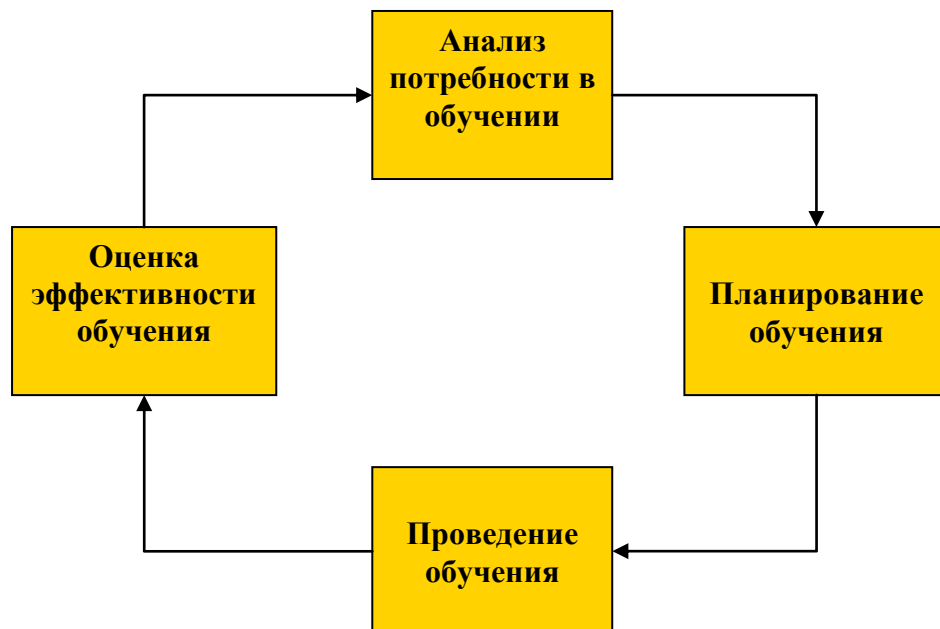 Анализ
потребности в
обучении
Оценка
эффективности
обучения
Планирование
обучения
Проведение
обучения